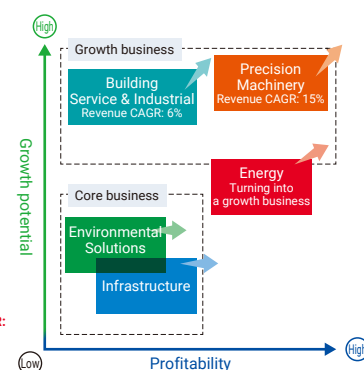 High
Growth business
Building
Service & Industrial
Revenue CAGR: 6%
Precision
Machinery
Revenue CAGR: 15%
Growth potential
Energy
Turning into
a growth business
Core business
Environmental
Solutions
Infrastructure
R:
Low
Profitability
High